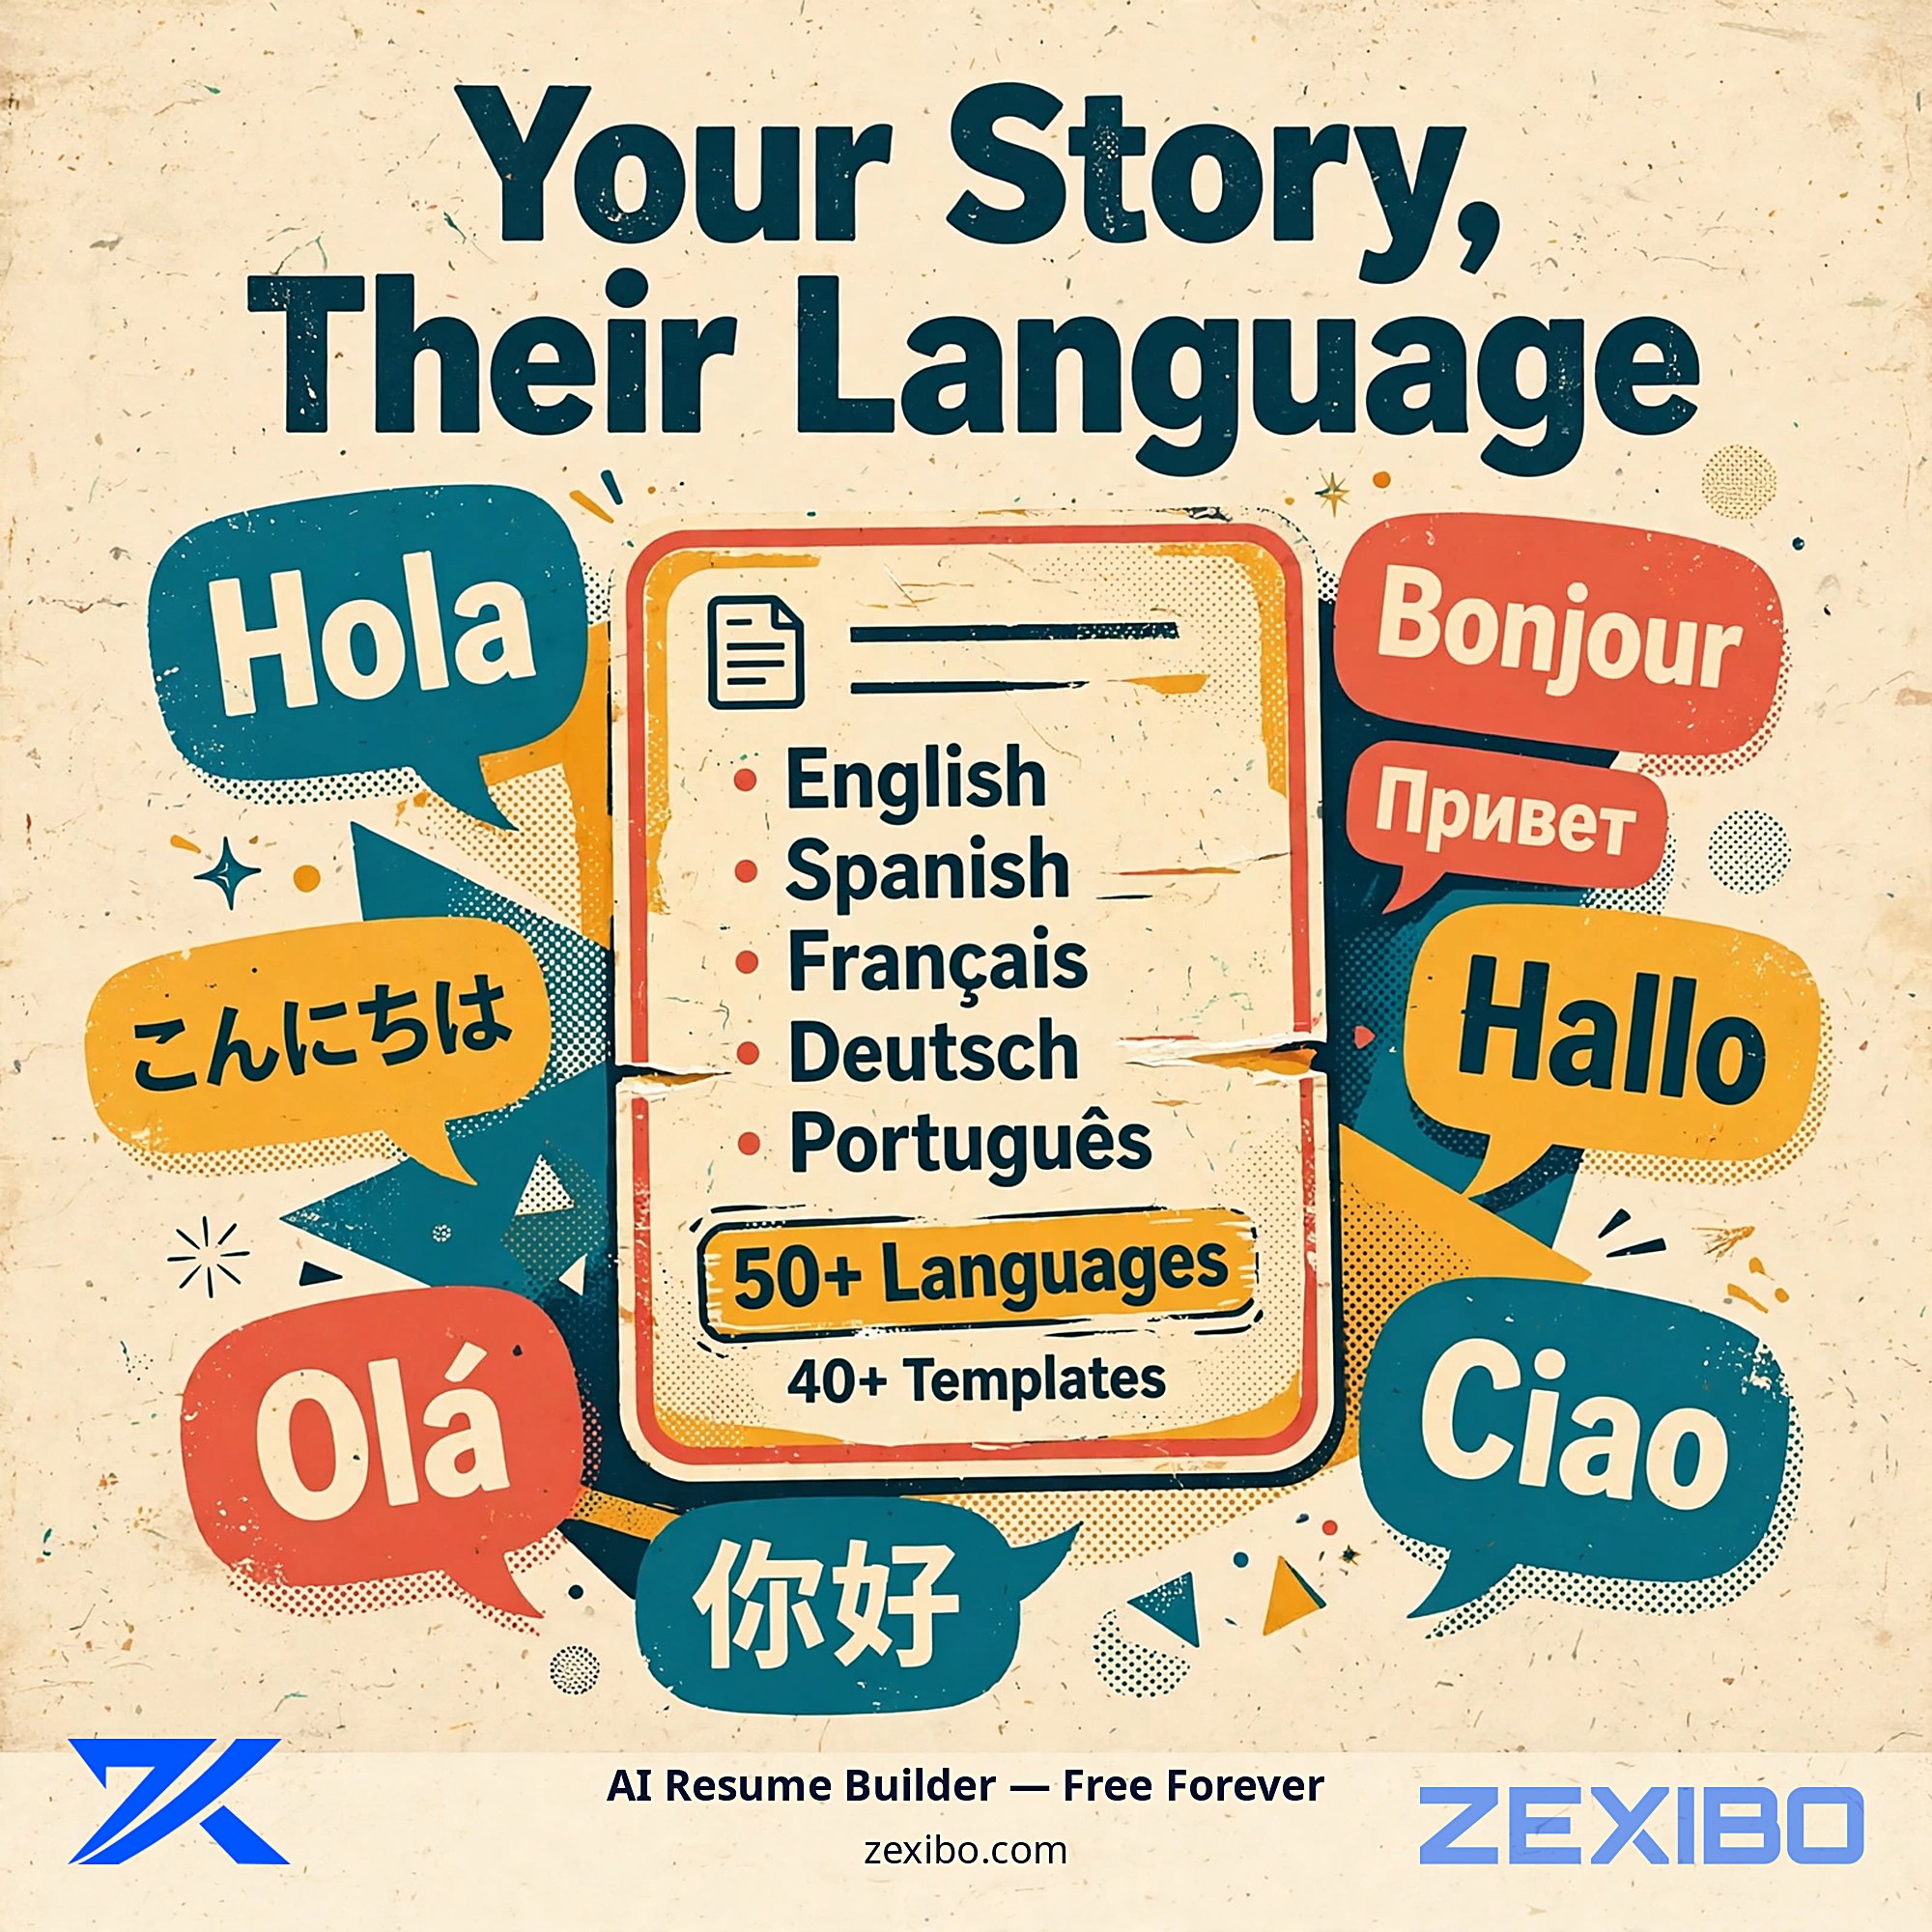 Your Story,
Their Language
Hola
Bonjour
Привет
こんにちは
Hallo
Olá
Ciao
你好
• English
• Spanish
• Français
• Deutsch
• Português
50+ Languages
40+ Templates
AI Resume Builder — Free Forever
zexibo.com
ZEXIBO